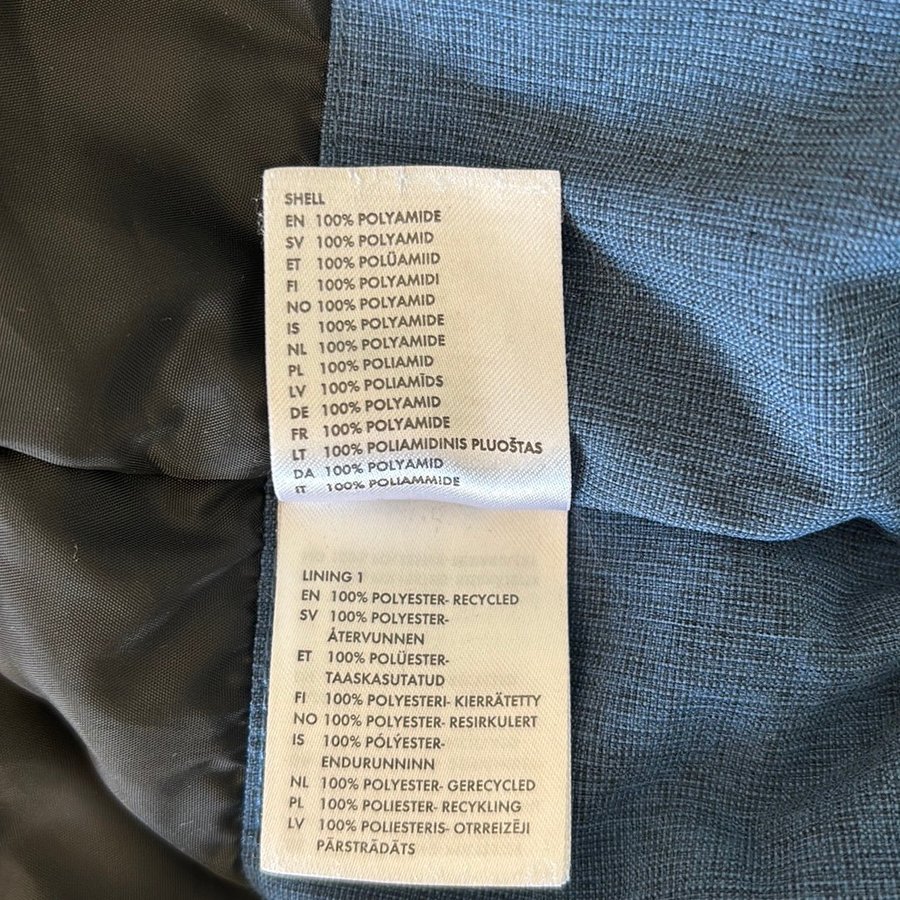 SHELL
EN 100% POLYAMIDE
SV 100% POLYAMID
ET 100% POLÜAMIID
FI 100% POLYAMIDI
NO 100% POLYAMID
IS 100% POLYAMIDE
NL 100% POLYAMIDE
PL 100% POLIAMID
LV 100% POLIAMĪDS
DE 100% POLYAMID
FR 100% POLYAMIDE
LT 100% POLIAMIDINIS PLUOŠTAS
DA 100% POLYAMID
IT 100% POLIAMMIDE
LINING 1
EN 100% POLYESTER- RECYCLED
SV 100% POLYESTER-
ÅTERVUNNEN
ET 100% POLÜESTER-
TAASKASUTATUD
FI 100% POLYESTERI- KIERRÄTETTY
NO 100% POLYESTER- RESIRKULERT
IS 100% PÓLÝESTER-
ENDURUNNINN
NL 100% POLYESTER- GERECYCLED
PL 100% POLIESTER- RECYKLING
LV 100% POLIESTERIS- OTRREIZĒJI
PĀRSTRĀDĀTS